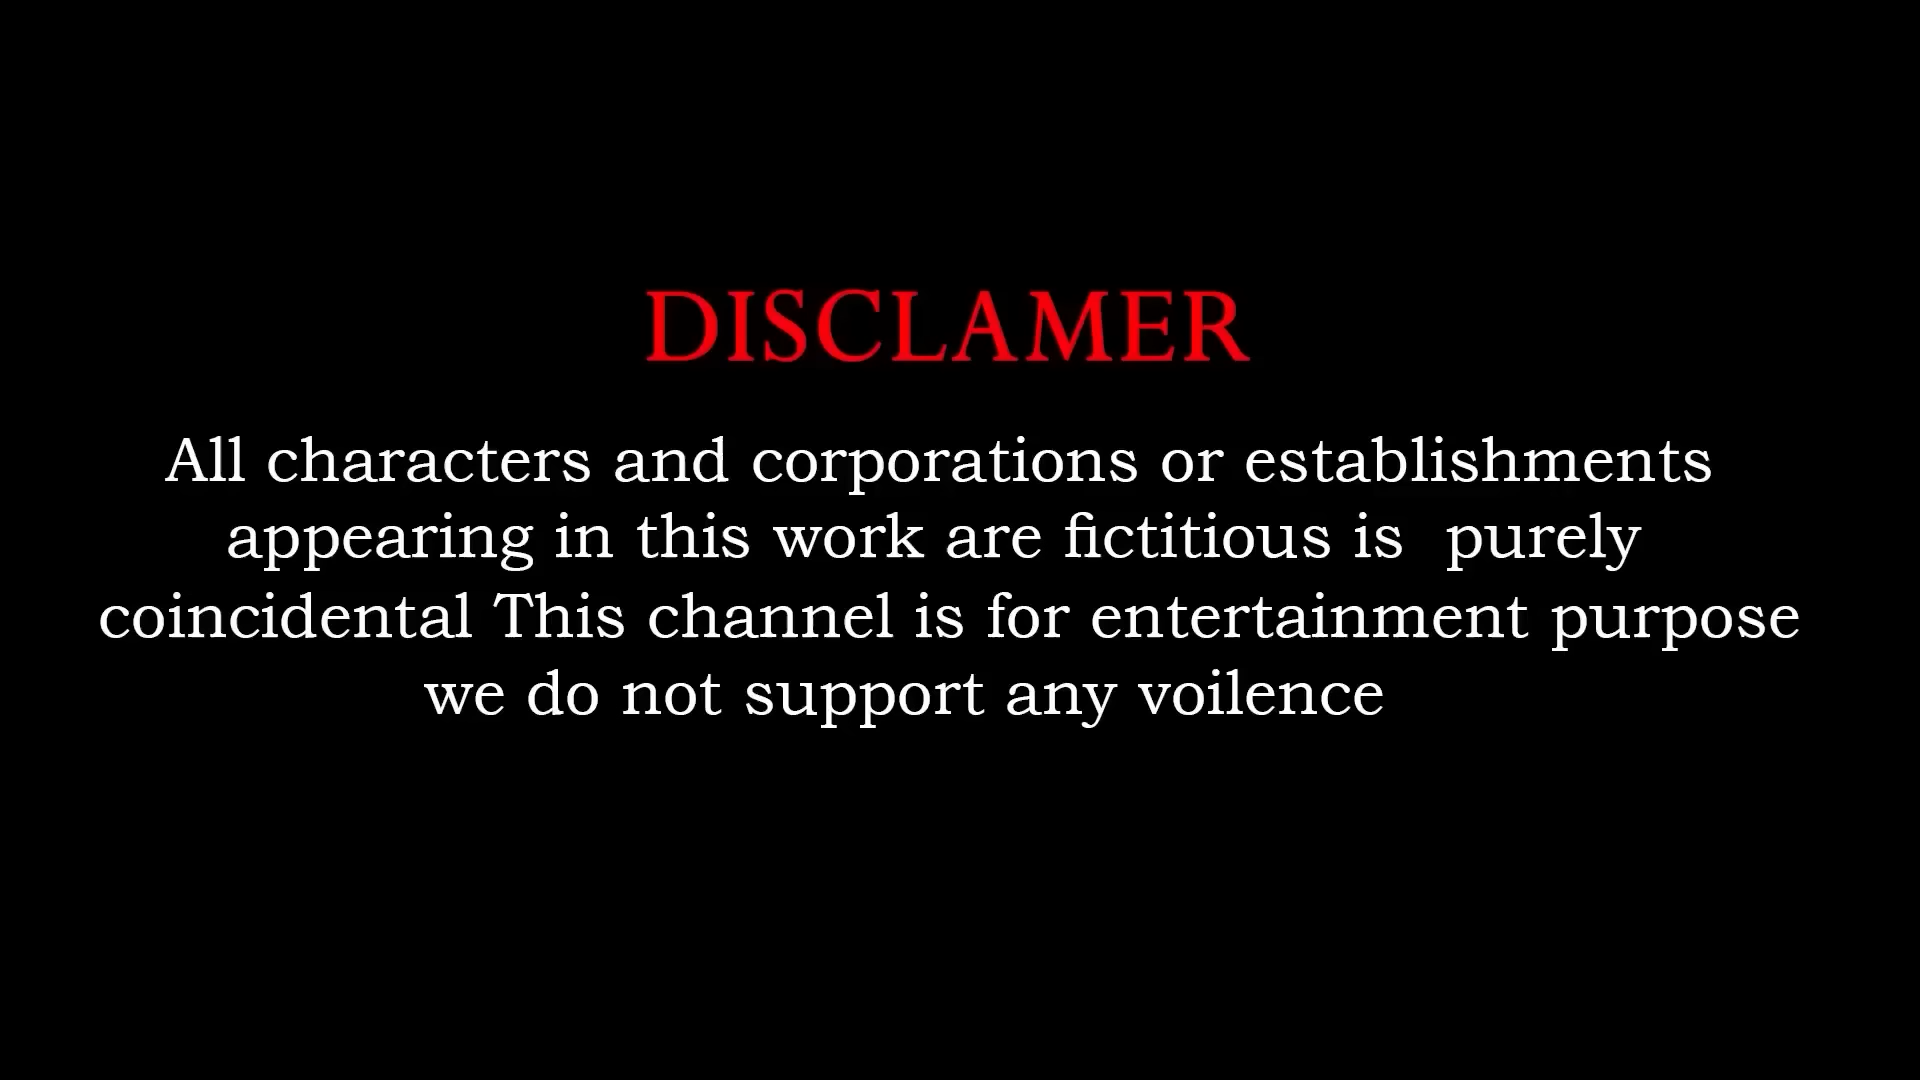 DISCLAMER
All characters and corporations or establishments
appearing in this work are fictitious is  purely
coincidental This channel is for entertainment purpose
we do not support any voilence